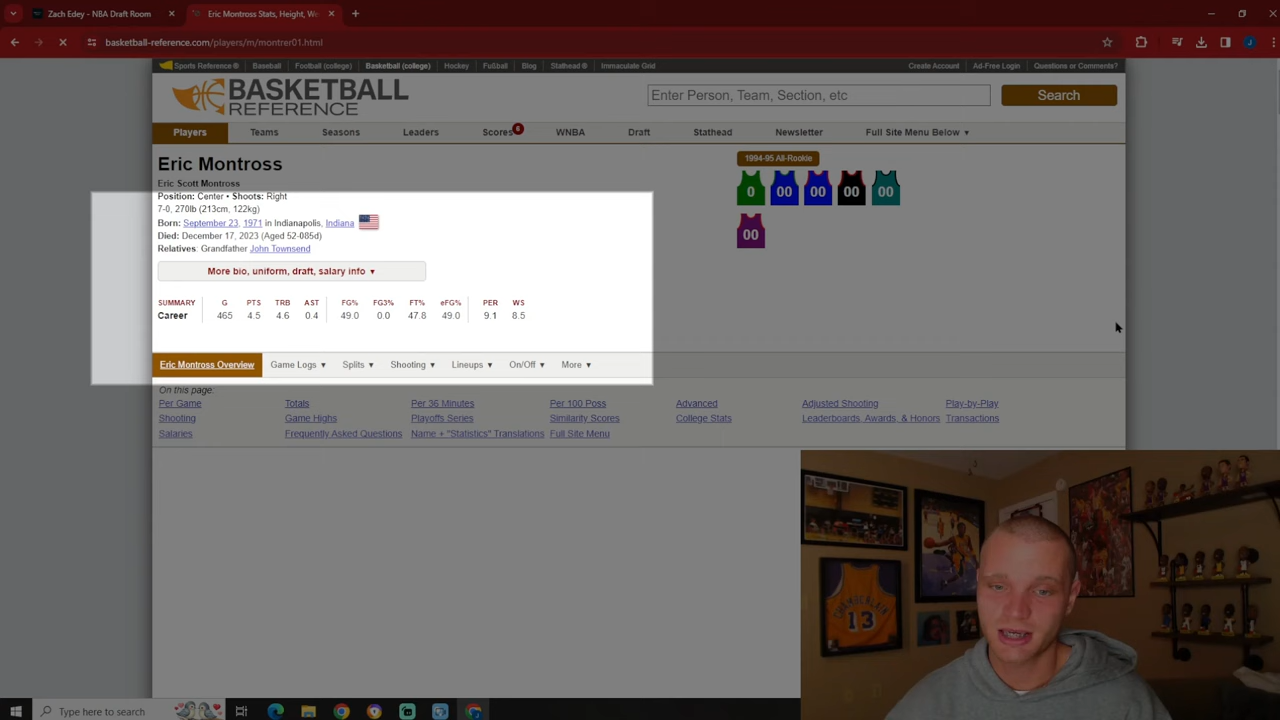 Zach Edey - NBA Draft Room
Eric Montross Stats, Height, We
basketball-reference.com/players/m/montrer01.html
J
Sports Reference ®
Baseball
Football (college)
Basketball (college)
Hockey
Fußball
Blog
Stathead ®
Immaculate Grid
Create Account
Ad-Free Login
Questions or Comments?
BASKETBALL
REFERENCE
Enter Person, Team, Section, etc
Search
Players
Teams
Seasons
Leaders
Scores
6
WNBA
Draft
Stathead
Newsletter
Full Site Menu Below ▼
Eric Montross
Eric Scott Montross
Position: Center • Shoots: Right
7-0, 270lb (213cm, 122kg)
Born: September 23, 1971 in Indianapolis, Indiana
Died: December 17, 2023 (Aged 52-085d)
Relatives: Grandfather John Townsend
More bio, uniform, draft, salary info ▼
1994-95 All-Rookie
0 00 00 00 00
00
SUMMARY G PTS TRB AST FG% FG3% FT% eFG% PER WS
Career 465 4.5 4.6 0.4 49.0 0.0 47.8 49.0 9.1 8.5
Eric Montross Overview
Game Logs ▼
Splits ▼
Shooting ▼
Lineups ▼
On/Off ▼
More ▼
On this page:
Per Game Totals Per 36 Minutes Per 100 Poss Advanced Adjusted Shooting Play-by-Play
Shooting Game Highs Playoffs Series Similarity Scores College Stats Leaderboards, Awards, & Honors Transactions
Salaries Frequently Asked Questions Name + "Statistics" Translations Full Site Menu
CHAMBERLAIN
13
Type here to search